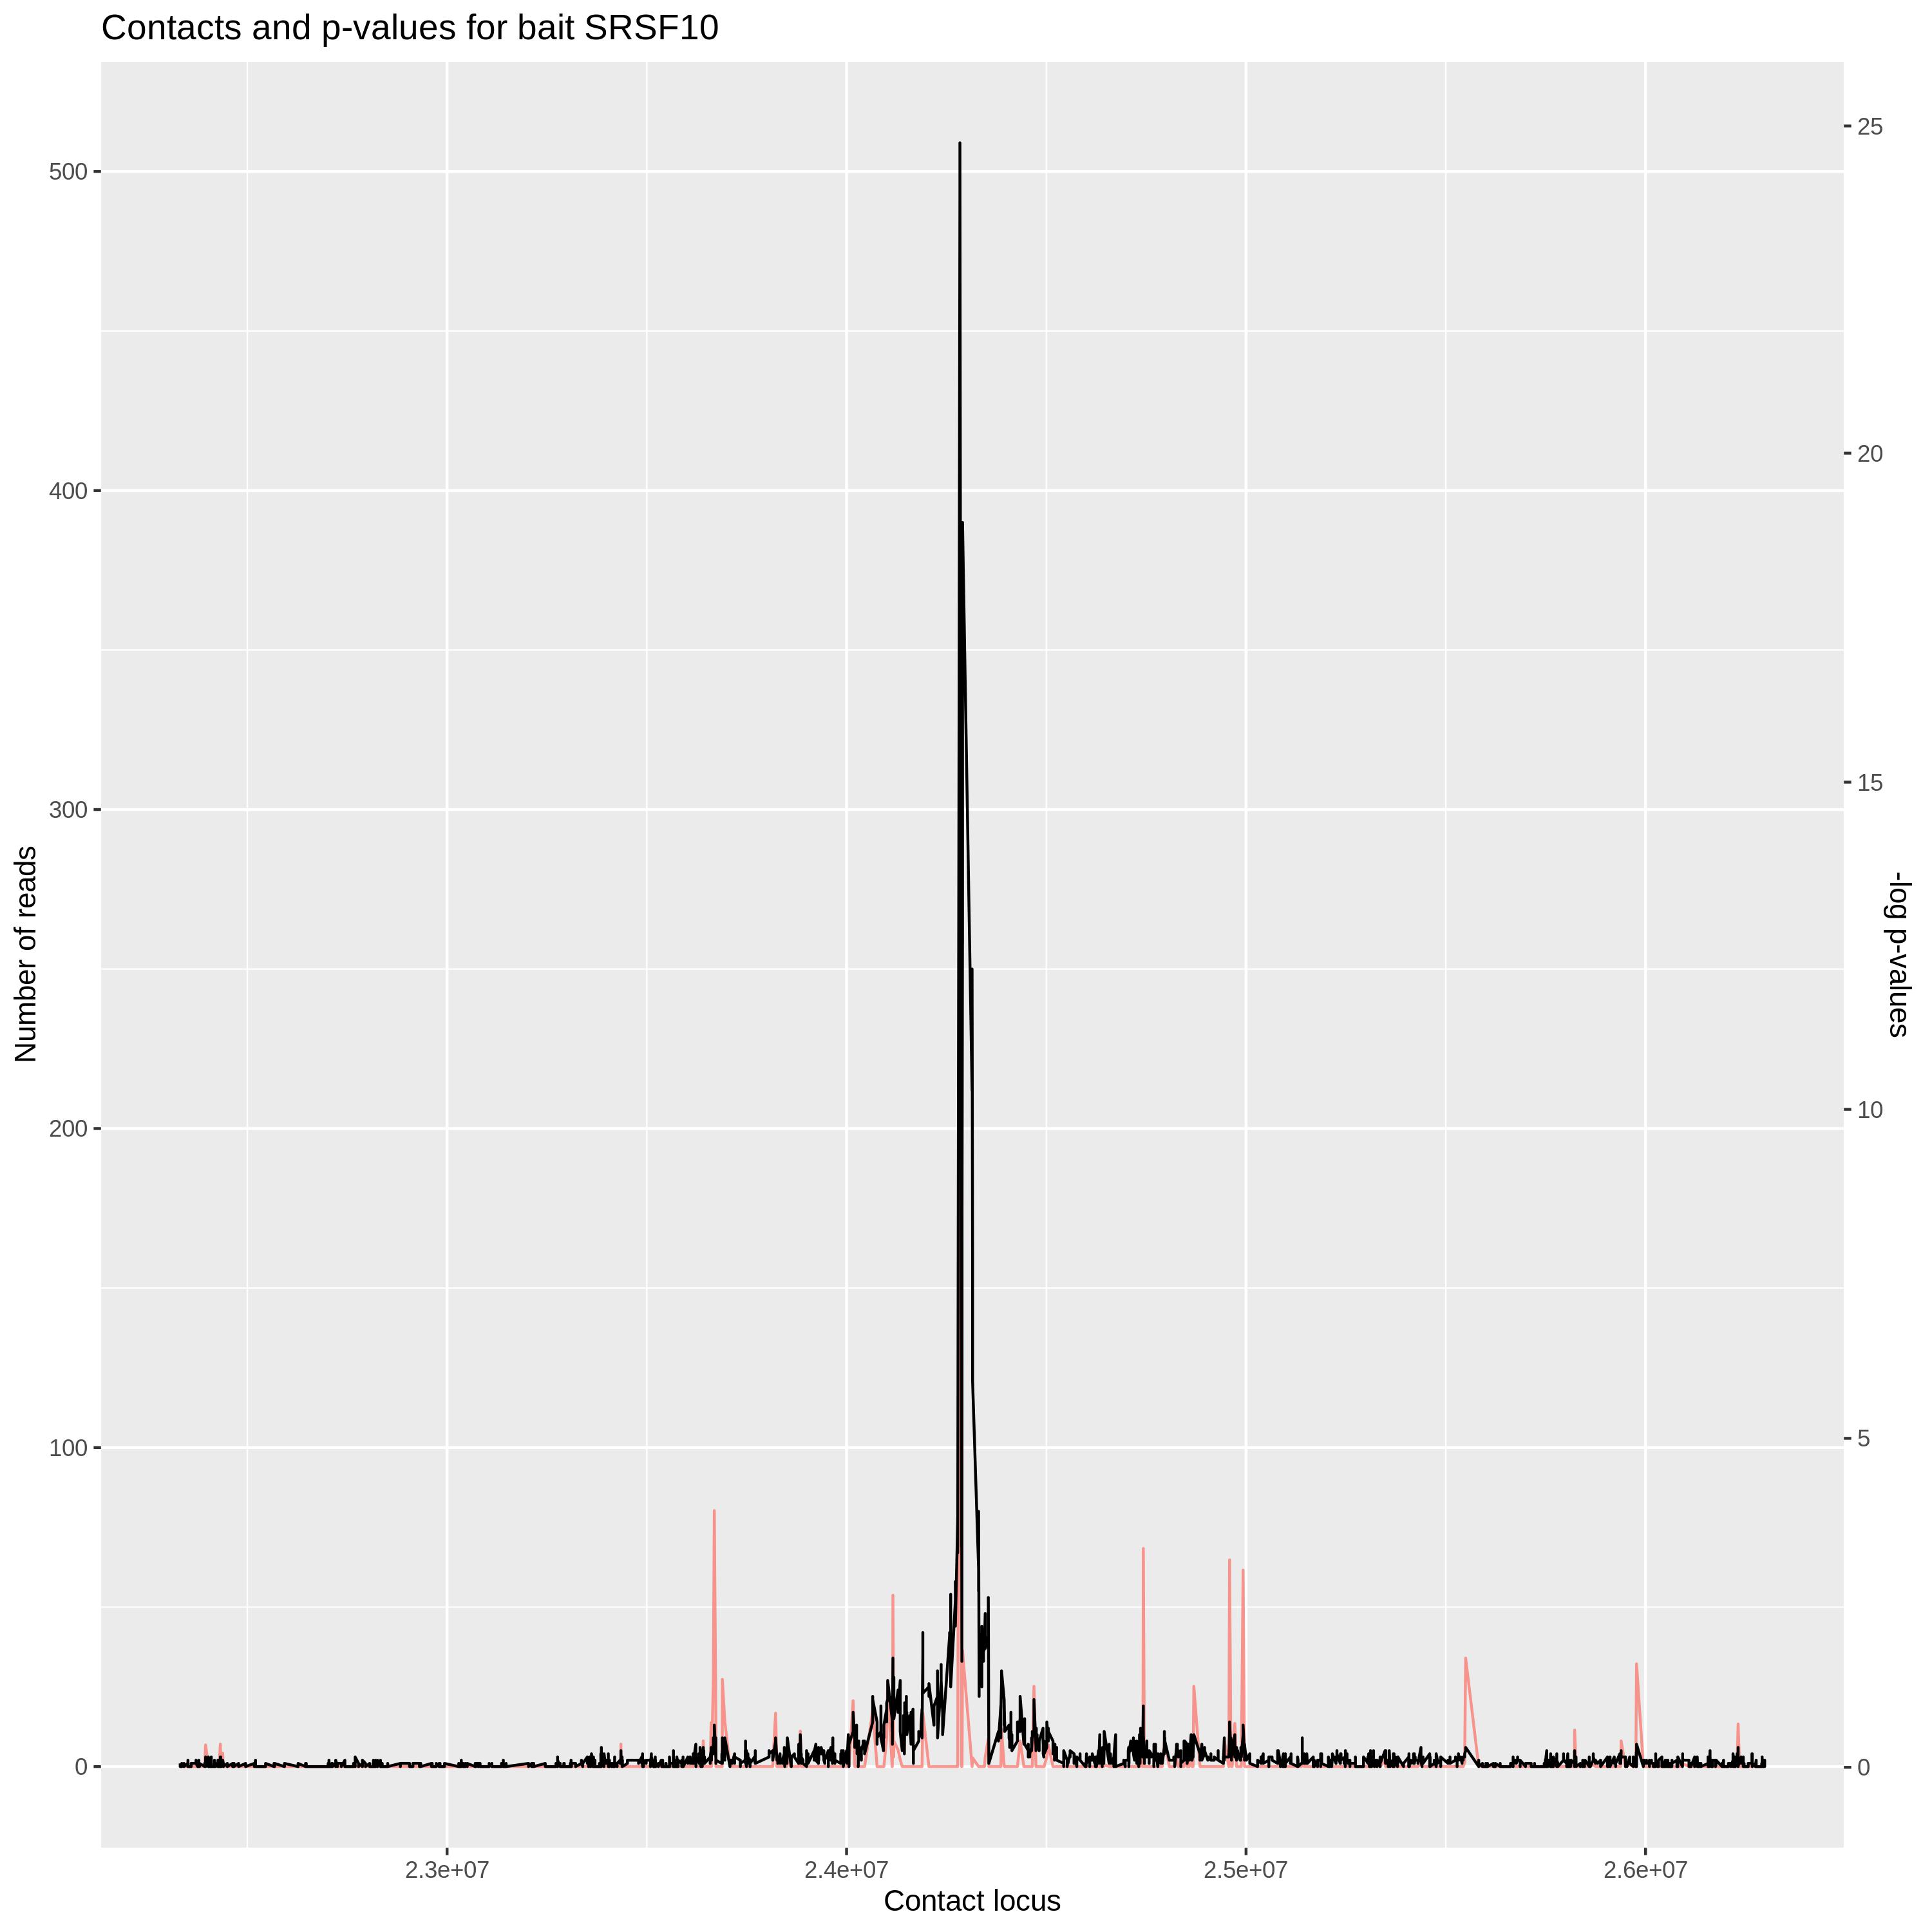 Contacts and p-values for bait SRSF10
500
400
300
200
100
0
Number of reads
25
20
15
10
5
0
-log p-values
2.3e+07
2.4e+07
2.5e+07
2.6e+07
Contact locus